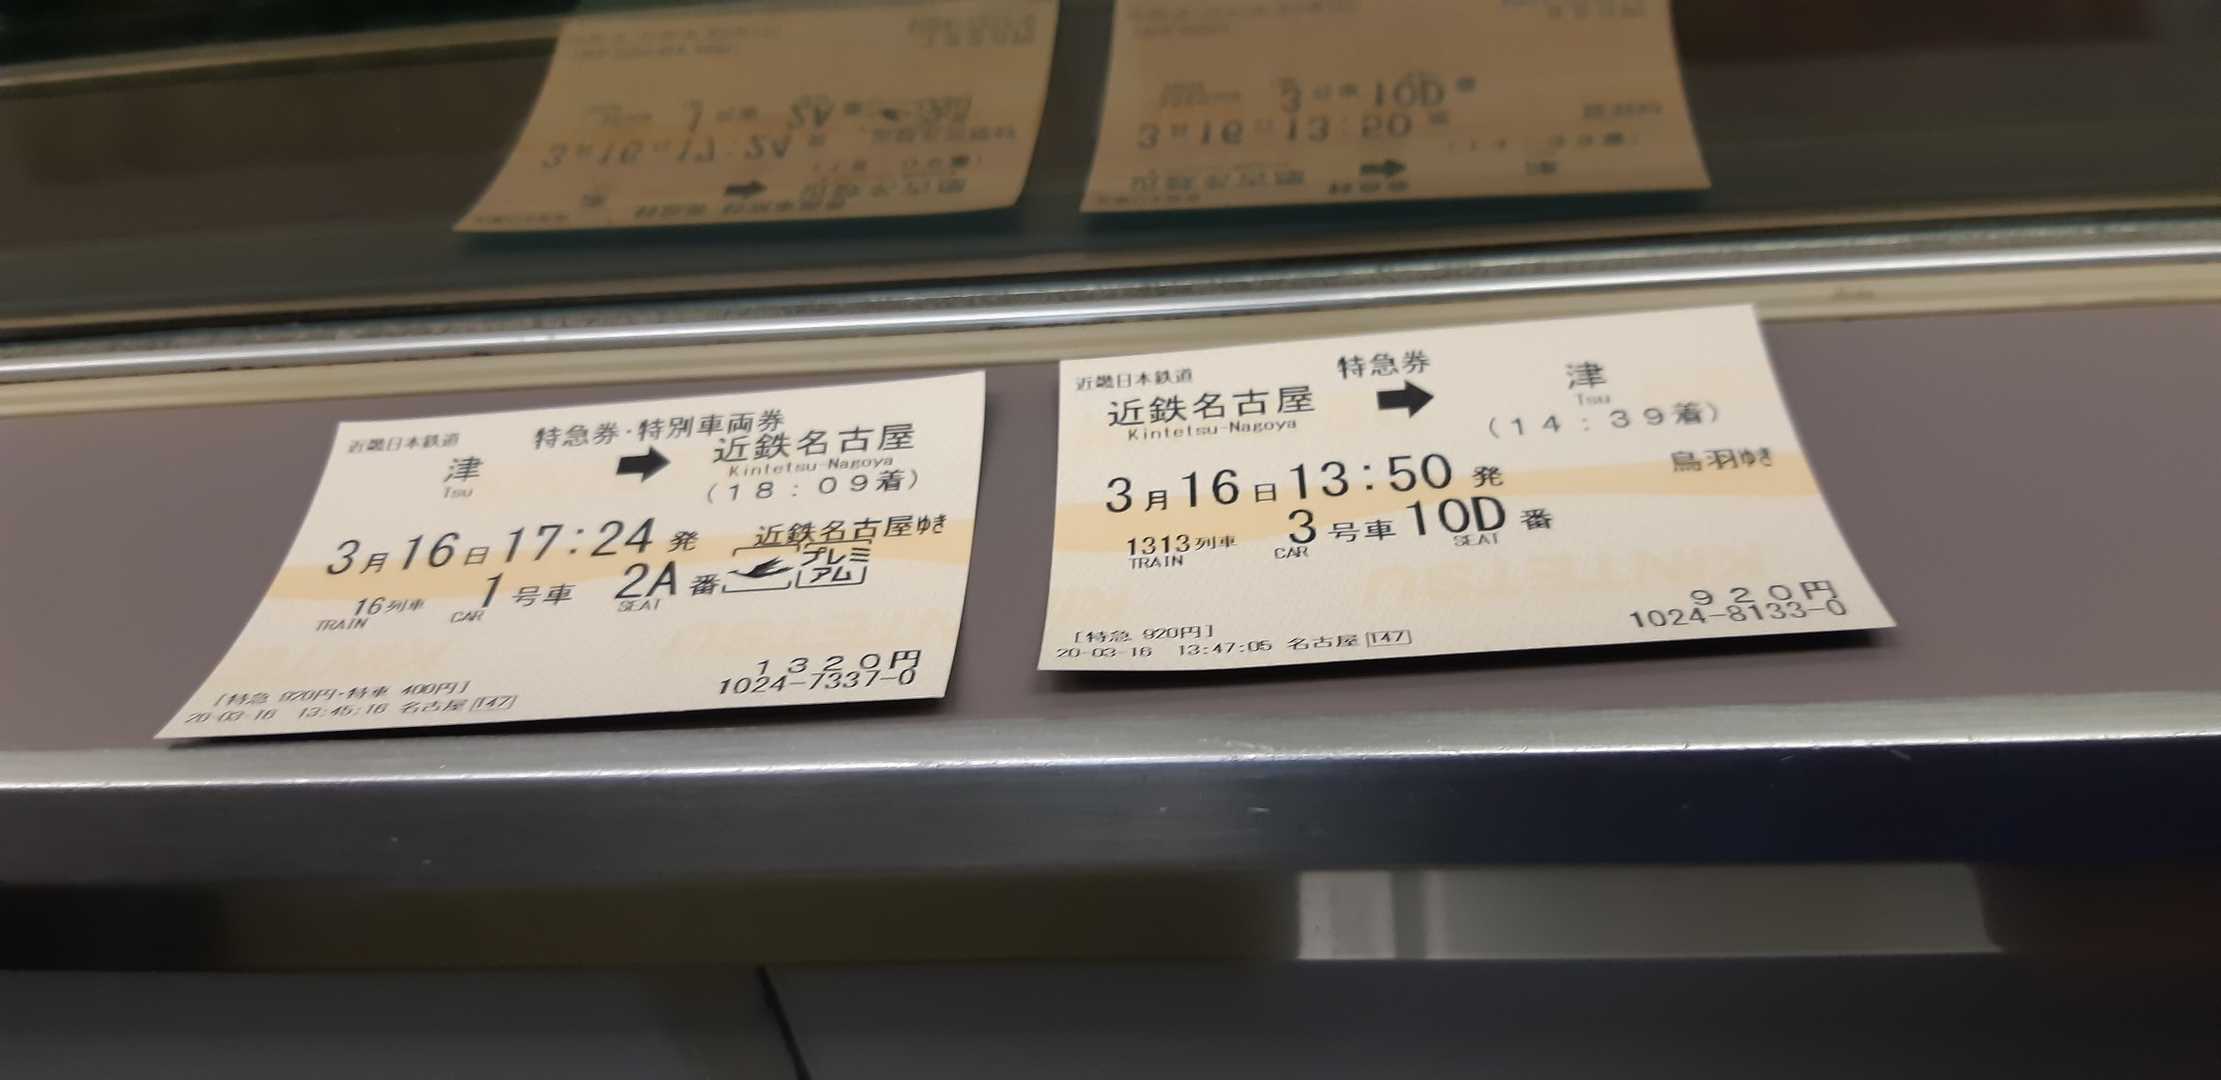 近畿日本鉄道
特急券・特別車両券
津
Tsu
➡
近鉄名古屋
Kintetsu-Nagoya
(18:09着)
3月16日17:24発
近鉄名古屋ゆき
16列車
TRAIN
1号車
CAR
2A番
SEAT
プレミアム
1320円
1024-7337-0
[特急 920円・特車 400円]
20-03-16 13:45:16 名古屋 147
近畿日本鉄道
特急券
近鉄名古屋
Kintetsu-Nagoya
➡
津
Tsu
(14:39着)
3月16日13:50発
鳥羽ゆき
1313列車
TRAIN
3号車
CAR
10D番
SEAT
920円
1024-8133-0
[特急 920円]
20-03-16 13:47:05 名古屋 147